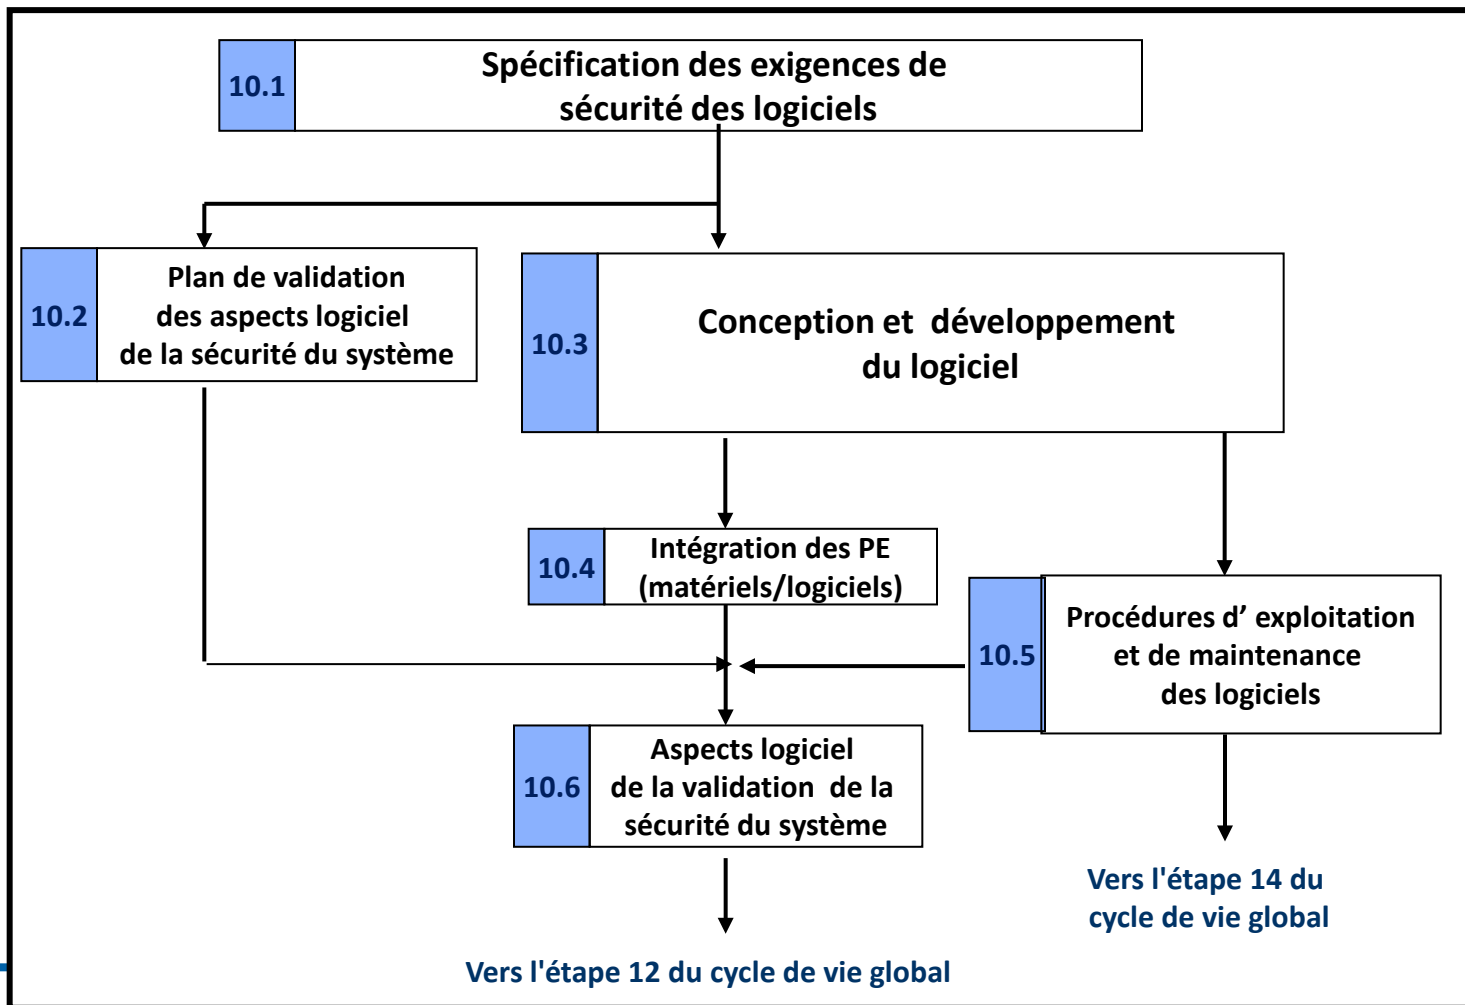 10.1
Spécification des exigences de
sécurité des logiciels
10.2
Plan de validation
des aspects logiciel
de la sécurité du système
10.3
Conception et développement
du logiciel
10.4
Intégration des PE
(matériels/logiciels)
10.5
Procédures d’ exploitation
et de maintenance
des logiciels
10.6
Aspects logiciel
de la validation de la
sécurité du système
Vers l'étape 14 du
cycle de vie global
Vers l'étape 12 du cycle de vie global